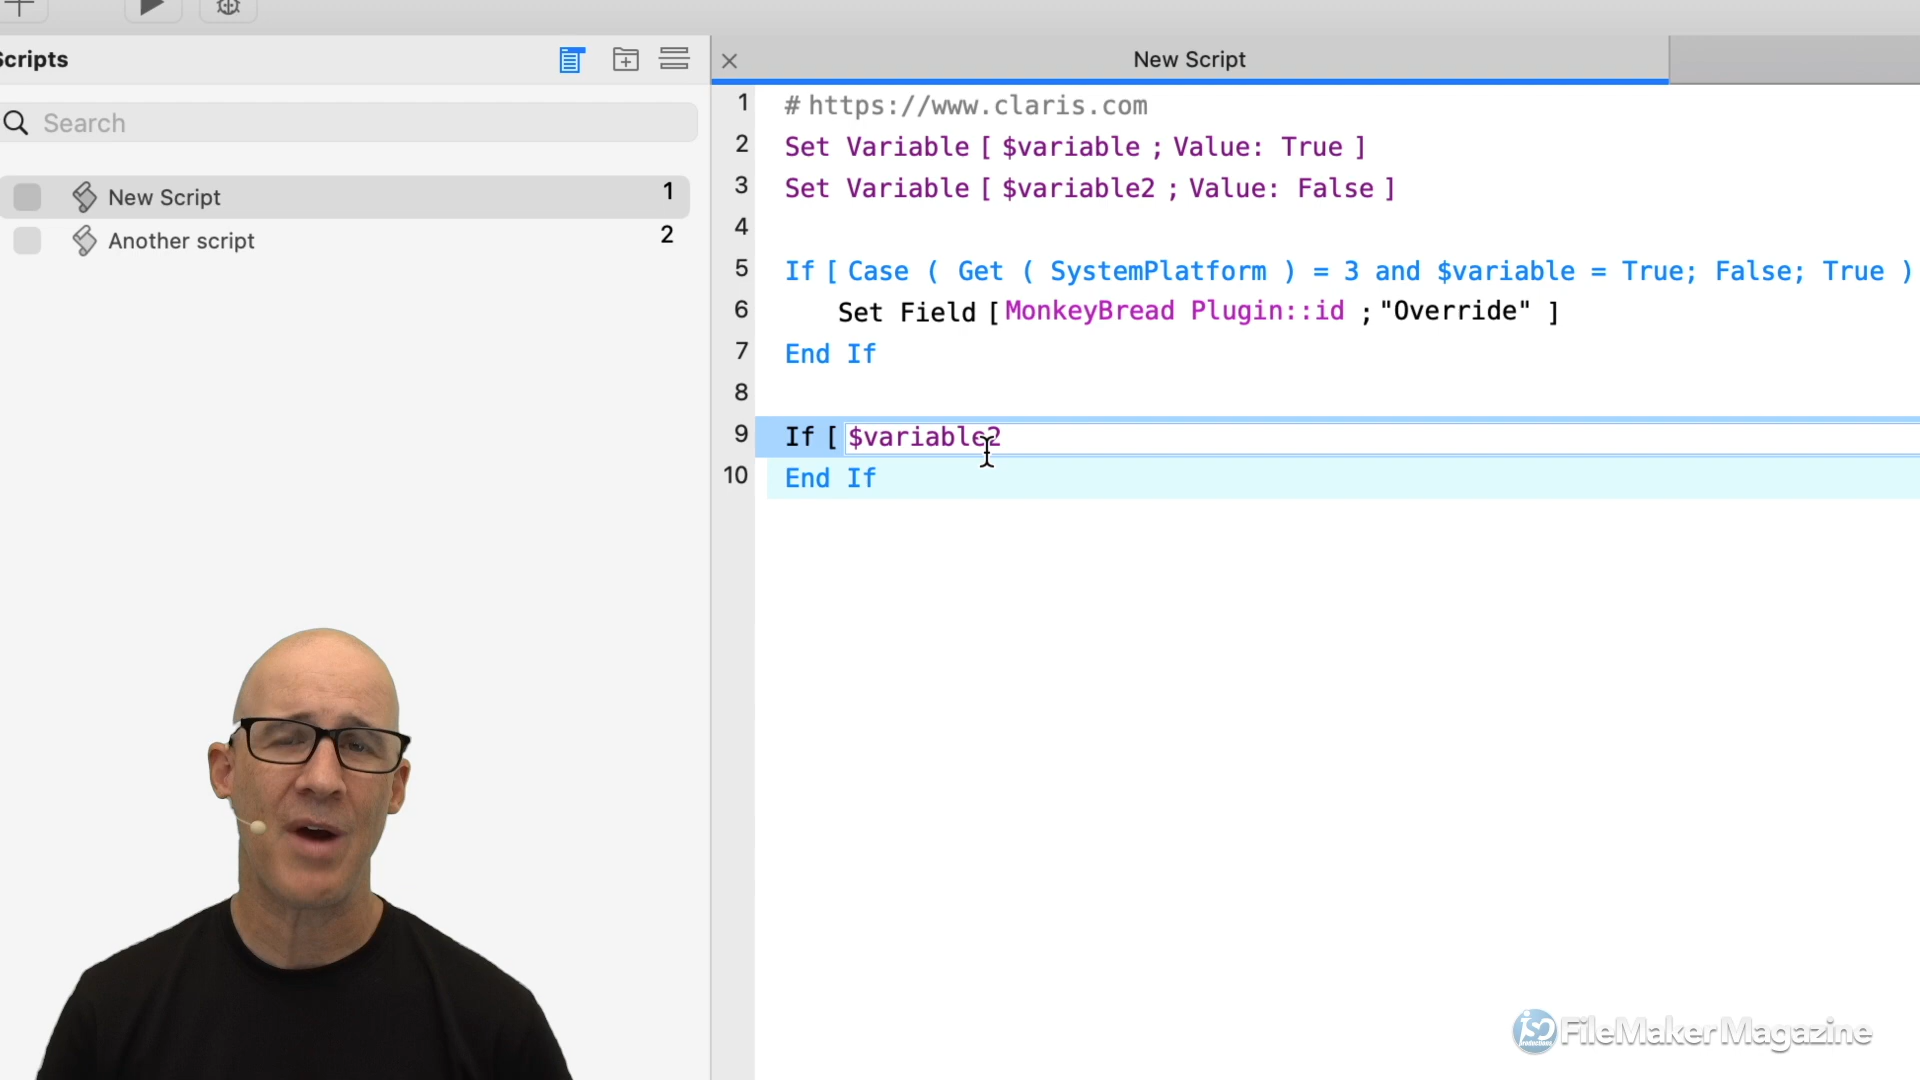 Scripts
New Script
Search
New Script 1
Another script 2
1 # https://www.claris.com
2 Set Variable [ $variable ; Value: True ]
3 Set Variable [ $variable2 ; Value: False ]
4
5 If [ Case ( Get ( SystemPlatform ) = 3 and $variable = True; False; True )
6 Set Field [ MonkeyBread Plugin::id ; "Override" ]
7 End If
8
9 If [ $variable2
10 End If
iso productions FileMaker Magazine